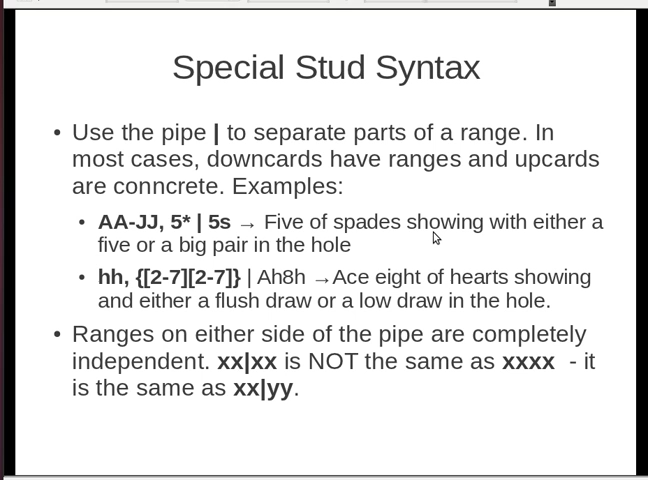 Special Stud Syntax
• Use the pipe | to separate parts of a range. In
most cases, downcards have ranges and upcards
are conncrete. Examples:
• AA-JJ, 5* | 5s → Five of spades showing with either a
five or a big pair in the hole
• hh, {[2-7][2-7]} | Ah8h →Ace eight of hearts showing
and either a flush draw or a low draw in the hole.
• Ranges on either side of the pipe are completely
independent. xx|xx is NOT the same as xxxx - it
is the same as xx|yy.